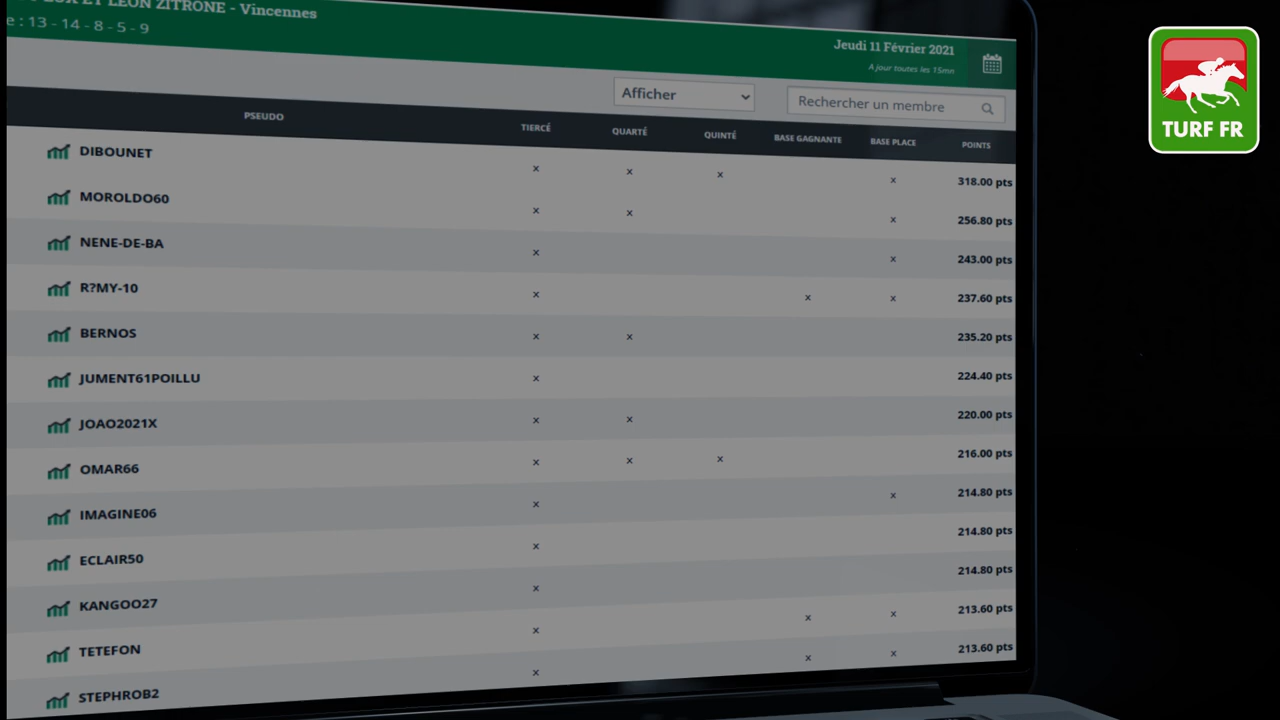 ET LEON ZITRONE - Vincennes
e : 13 - 14 - 8 - 5 - 9
Jeudi 11 Février 2021
A jour toutes les 15mn
Afficher
Rechercher un membre
PSEUDO TIERCÉ QUARTÉ QUINTÉ BASE GAGNANTE BASE PLACE POINTS
DIBOUNET x x x x 318.00 pts
MOROLDO60 x x x 256.80 pts
NENE-DE-BA x x 243.00 pts
R?MY-10 x x x 237.60 pts
BERNOS x x 235.20 pts
JUMENT61POILLU x 224.40 pts
JOAO2021X x x 220.00 pts
OMAR66 x x x 216.00 pts
IMAGINE06 x x 214.80 pts
ECLAIR50 x 214.80 pts
KANGOO27 x 214.80 pts
TETEFON x x x 213.60 pts
STEPHROB2 x x x 213.60 pts
TURF FR